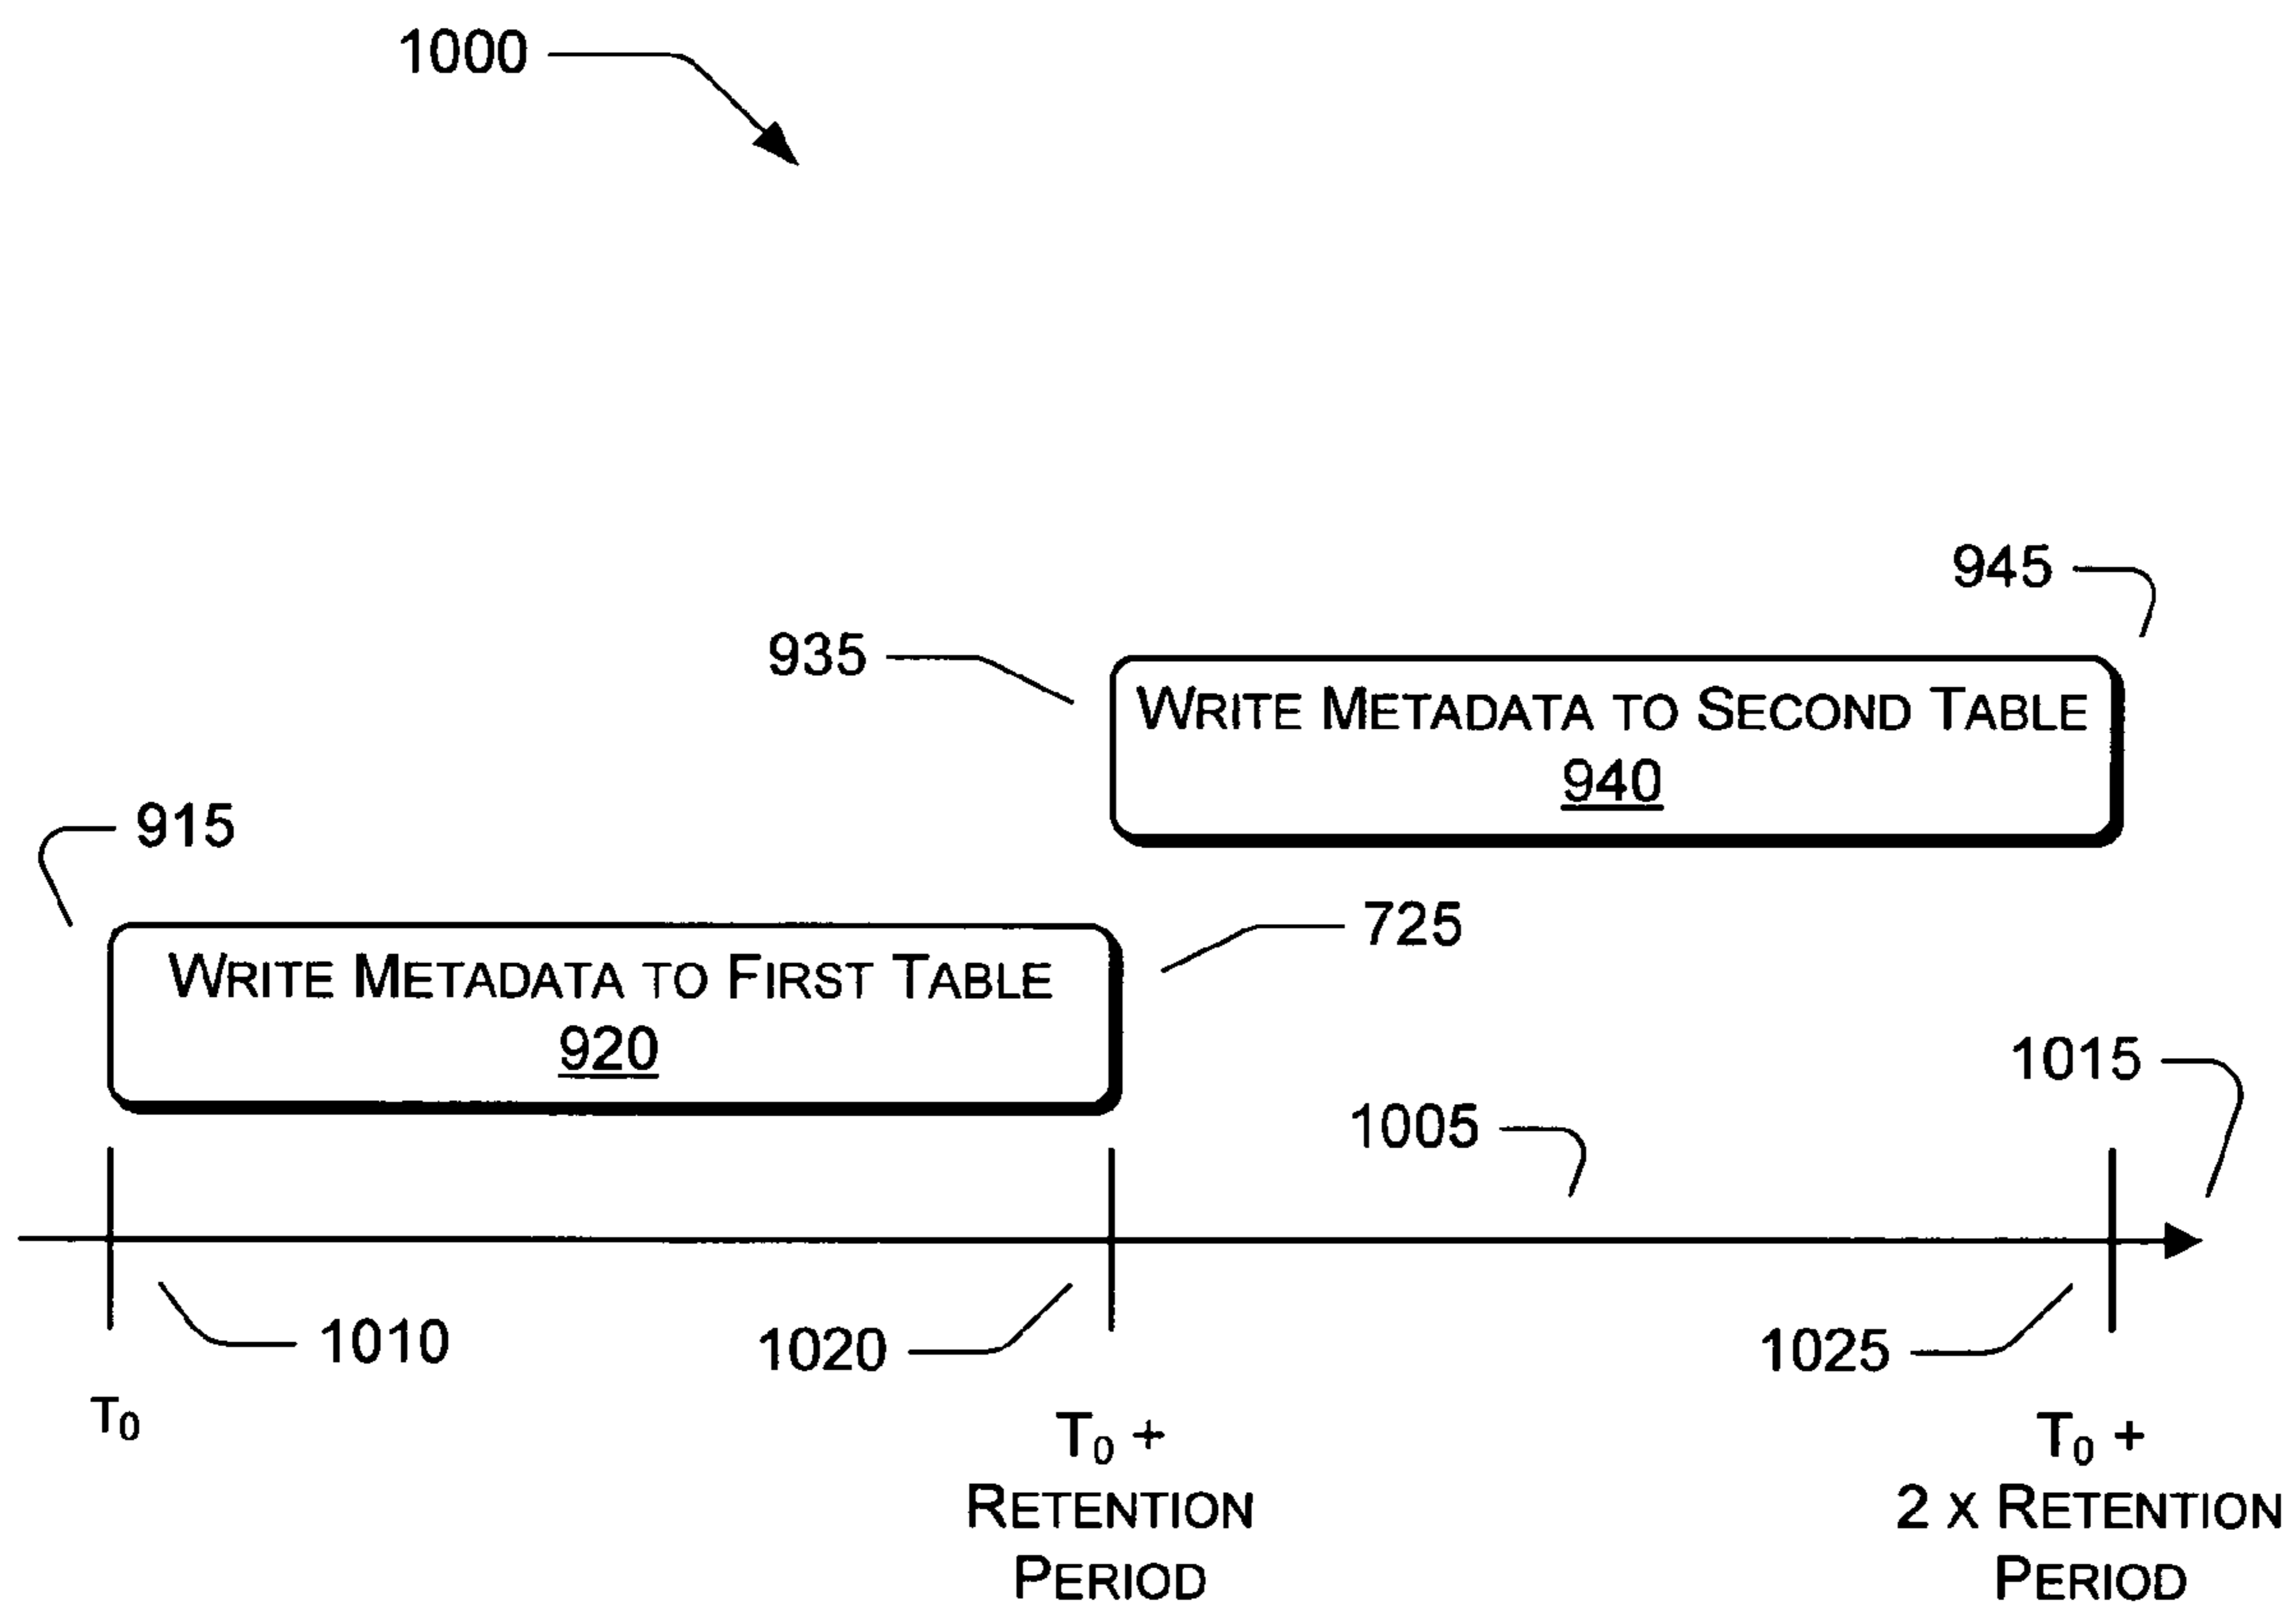 1000
945
935
WRITE METADATA TO SECOND TABLE
940
915
725
WRITE METADATA TO FIRST TABLE
920
1015
1005
1010
1020
1025
T0
T0 +
RETENTION
PERIOD
T0 +
2 X RETENTION
PERIOD